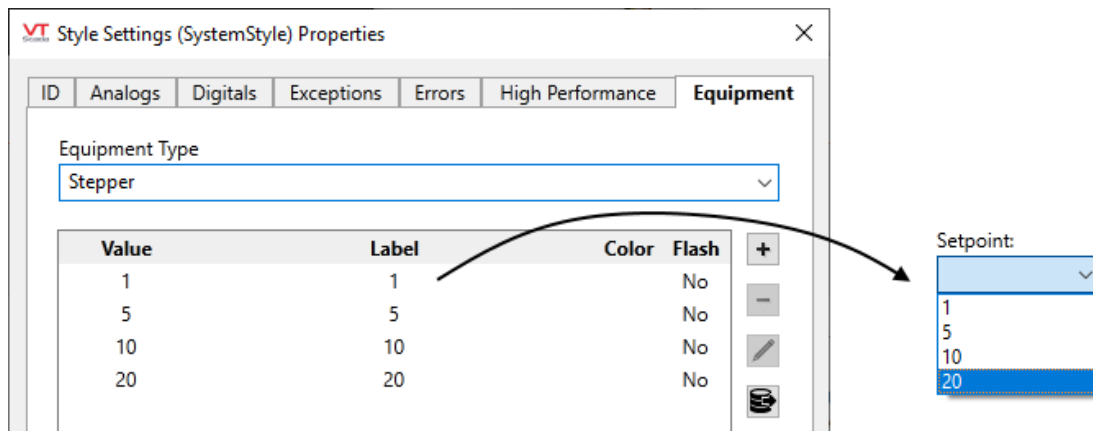 VT Scada Style Settings (SystemStyle) Properties
ID Analogs Digitals Exceptions Errors High Performance Equipment
Equipment Type
Stepper
Value Label Color Flash
1 1 No
5 5 No
10 10 No
20 20 No
Setpoint:
1
5
10
20